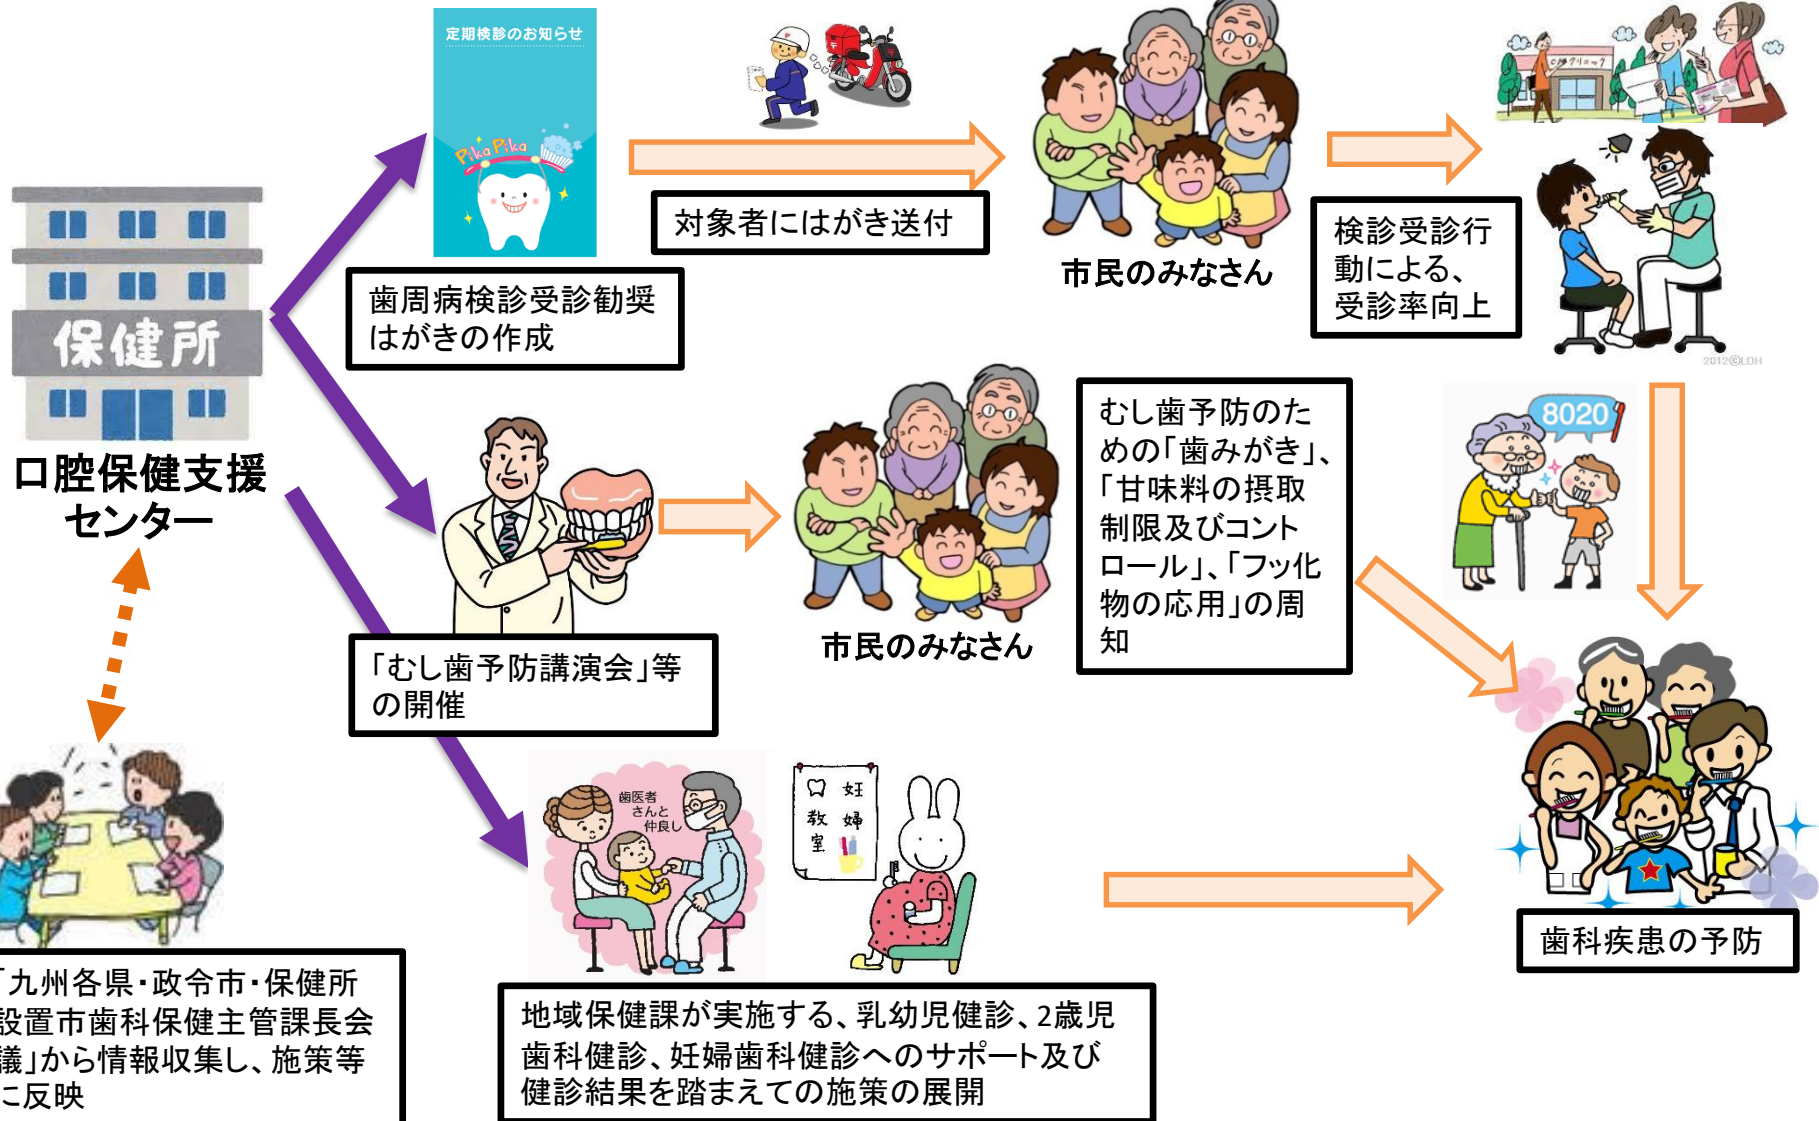 定期検診のお知らせ
Pika Pika
保健所
口腔保健支援
センター
歯周病検診受診勧奨
はがきの作成
対象者にはがき送付
市民のみなさん
検診受診行
動による、
受診率向上
2012©LDH
「むし歯予防講演会」等
の開催
市民のみなさん
むし歯予防のた
めの「歯みがき」、
「甘味料の摂取
制限及びコント
ロール」、「フッ化
物の応用」の周
知
8020
歯医者
さんと
仲良し
妊婦
教室
歯科疾患の予防
「九州各県・政令市・保健所
設置市歯科保健主管課長会
議」から情報収集し、施策等
に反映
地域保健課が実施する、乳幼児健診、2歳児
歯科健診、妊婦歯科健診へのサポート及び
健診結果を踏まえての施策の展開